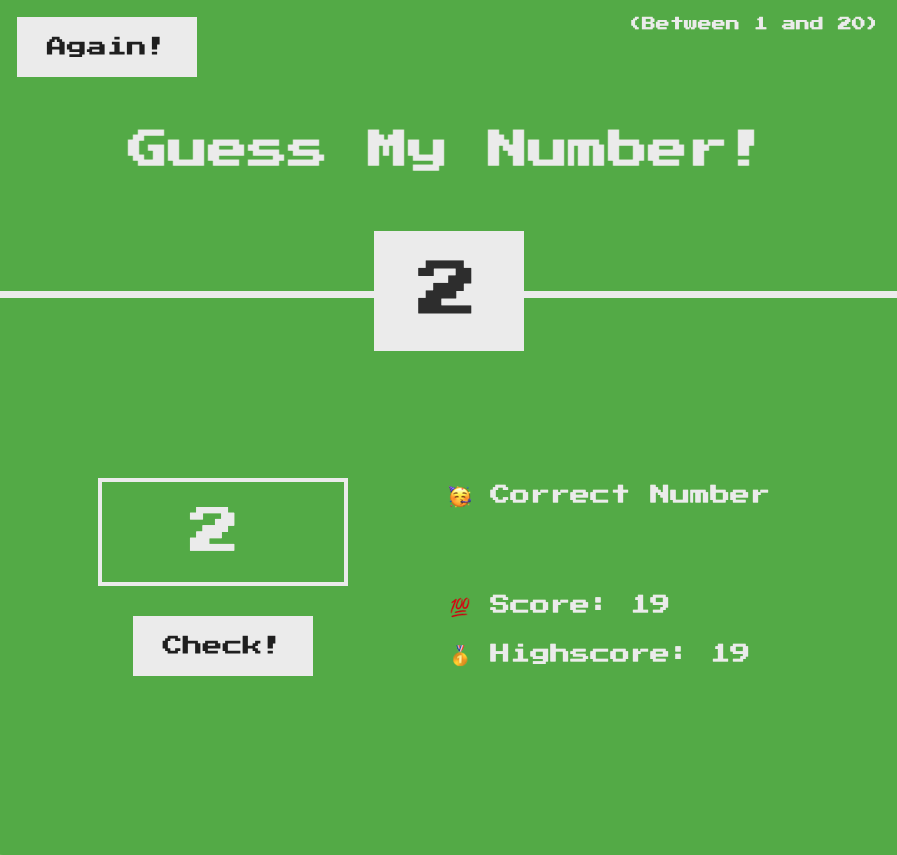 Again!
(Between 1 and 20)
Guess My Number!
2
2
Check!
🥳 Correct Number
💯 Score: 19
🥇 Highscore: 19